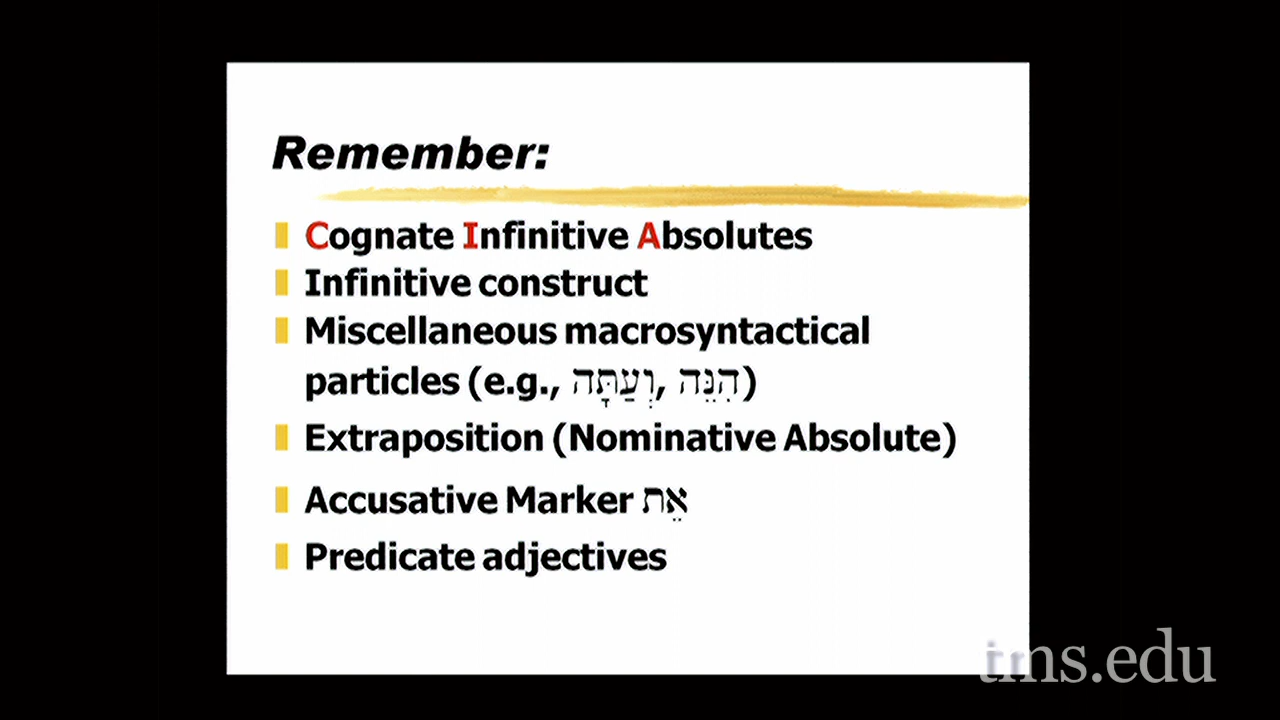 Remember:
Cognate Infinitive Absolutes
Infinitive construct
Miscellaneous macrosyntactical
particles (e.g., וְעַתָּה, הִנֵּה)
Extraposition (Nominative Absolute)
Accusative Marker אֵת
Predicate adjectives
tms.edu